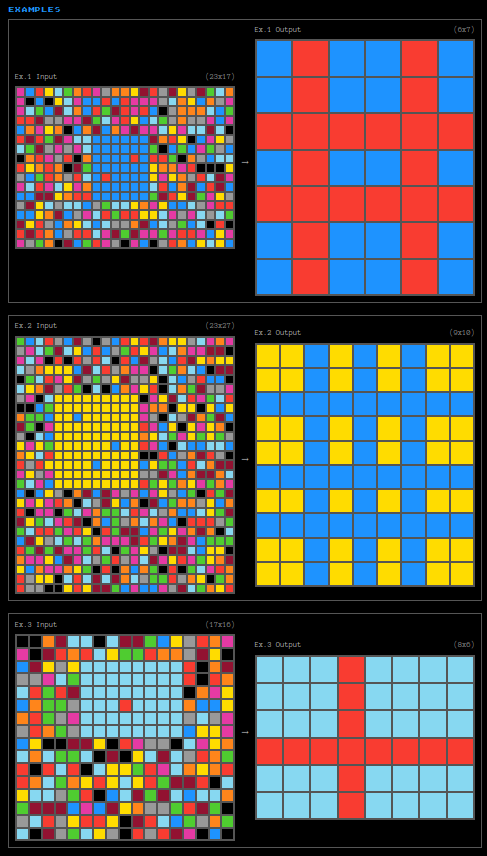 EXAMPLES
Ex.1 Input (23x17)
Ex.1 Output (6x7)
→
Ex.2 Input (23x27)
Ex.2 Output (9x10)
→
Ex.3 Input (17x16)
Ex.3 Output (8x6)
→